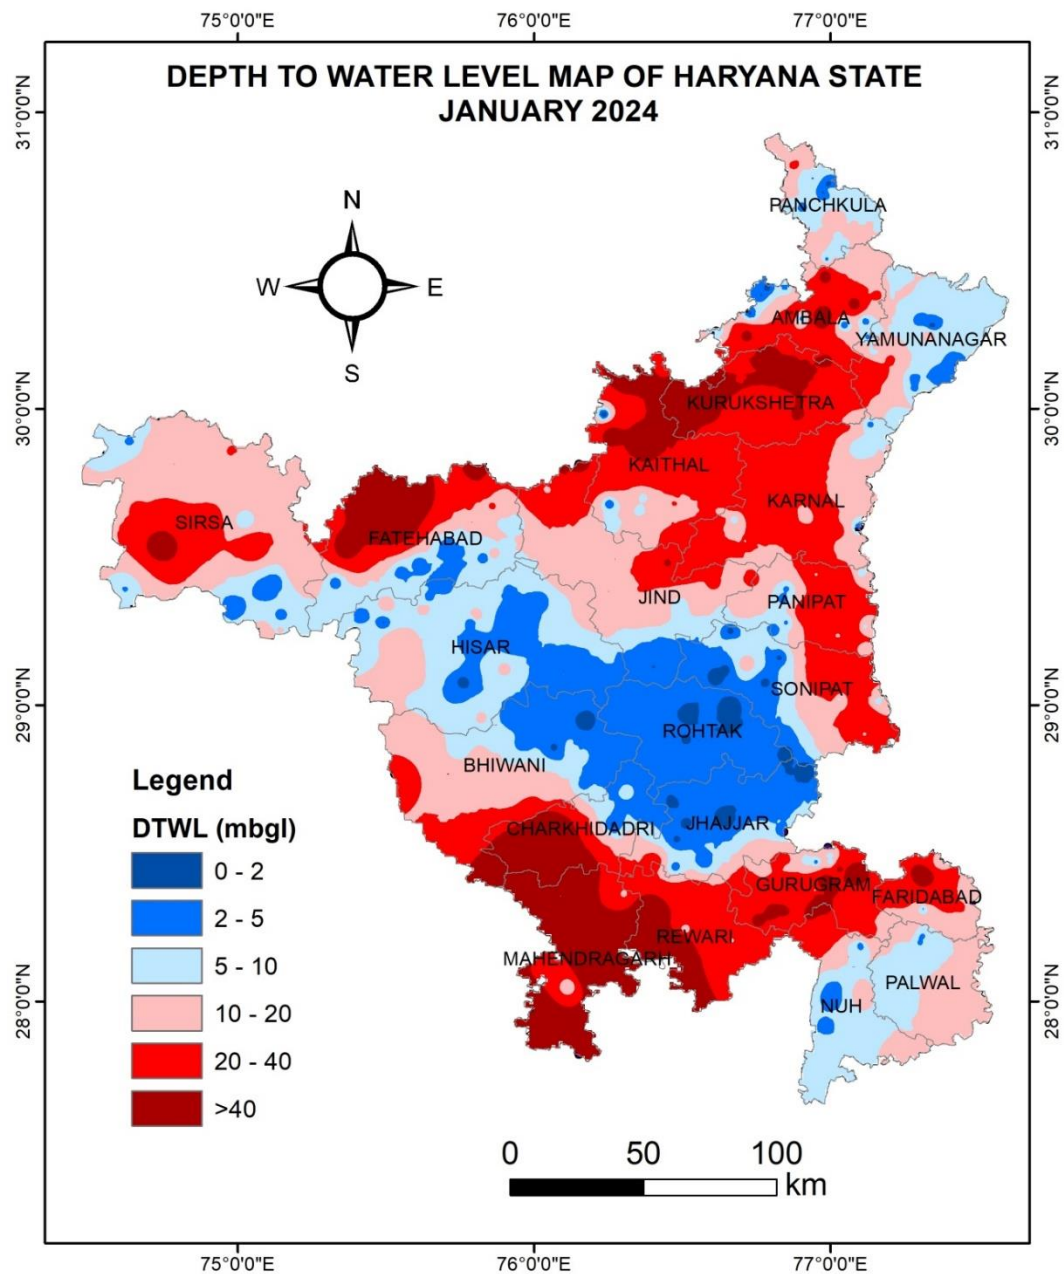 75°0'0"E 76°0'0"E 77°0'0"E
DEPTH TO WATER LEVEL MAP OF HARYANA STATE
JANUARY 2024
31°0'0"N 31°0'0"N
N
W E
S
PANCHKULA
AMBALA
YAMUNANAGAR
30°0'0"N 30°0'0"N
KURUKSHETRA
KAITHAL
KARNAL
SIRSA
FATEHABAD
JIND
PANIPAT
HISAR
SONIPAT
29°0'0"N 29°0'0"N
ROHTAK
BHIWANI
CHARKHIDADRI
JHAJJAR
GURUGRAM
FARIDABAD
REWARI
MAHENDRAGARH
PALWAL
NUH
28°0'0"N 28°0'0"N
Legend
DTWL (mbgl)
0 - 2
2 - 5
5 - 10
10 - 20
20 - 40
>40
0 50 100
km
75°0'0"E 76°0'0"E 77°0'0"E